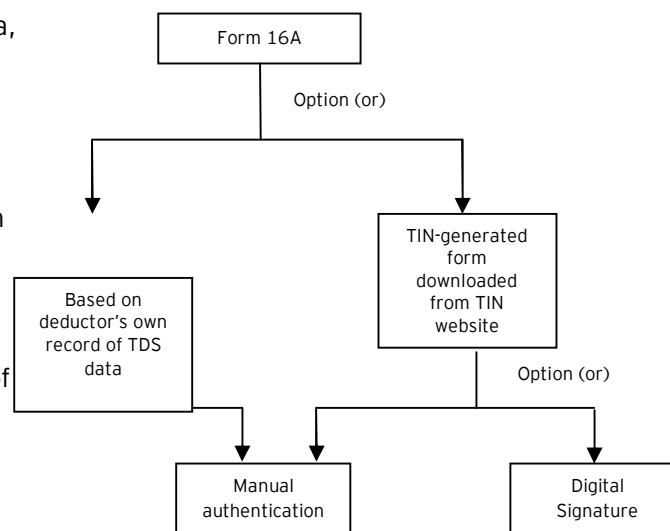 a,
Form 16A
Option (or)
n
TIN-generated
form
downloaded
from TIN
website
Based on
deductor's own
record of TDS
data
of
Option (or)
Manual
authentication
Digital
Signature